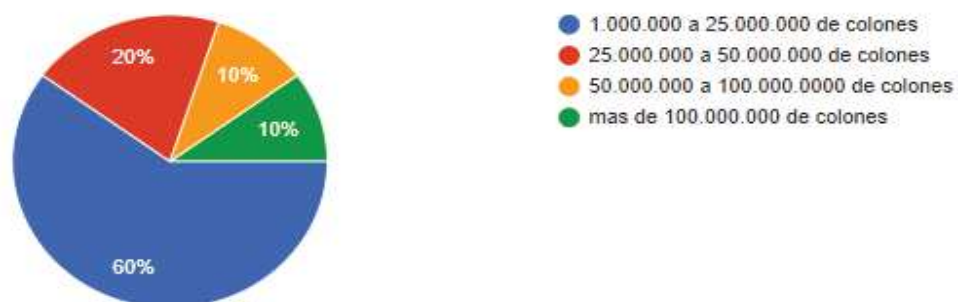 20%
10%
10%
60%
1.000.000 a 25.000.000 de colones
25.000.000 a 50.000.000 de colones
50.000.000 a 100.000.0000 de colones
mas de 100.000.000 de colones